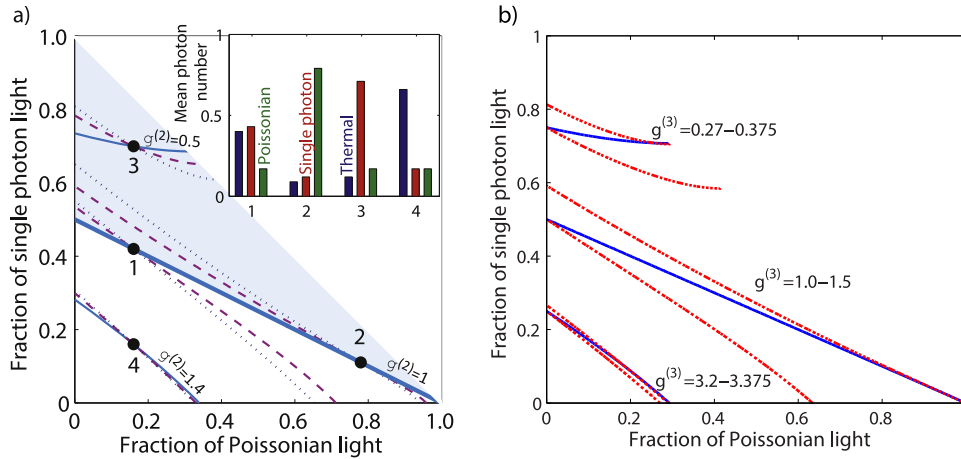 a)
1.0
0.8
0.6
0.4
0.2
0
0
0.2
0.4
0.6
0.8
1.0
Fraction of single photon light
Fraction of Poissonian light
g(2)=0.5
3
1
2
4
g(2)=1
g(2)=1.4
Mean photon
number
1
0.5
0
Poissonian
Single photon
Thermal
1
2
3
4
b)
1
0.8
0.6
0.4
0.2
0
0.2
0.4
0.6
0.8
Fraction of single photon light
Fraction of Poissonian light
g(3)=0.27−0.375
g(3)=1.0−1.5
g(3)=3.2−3.375